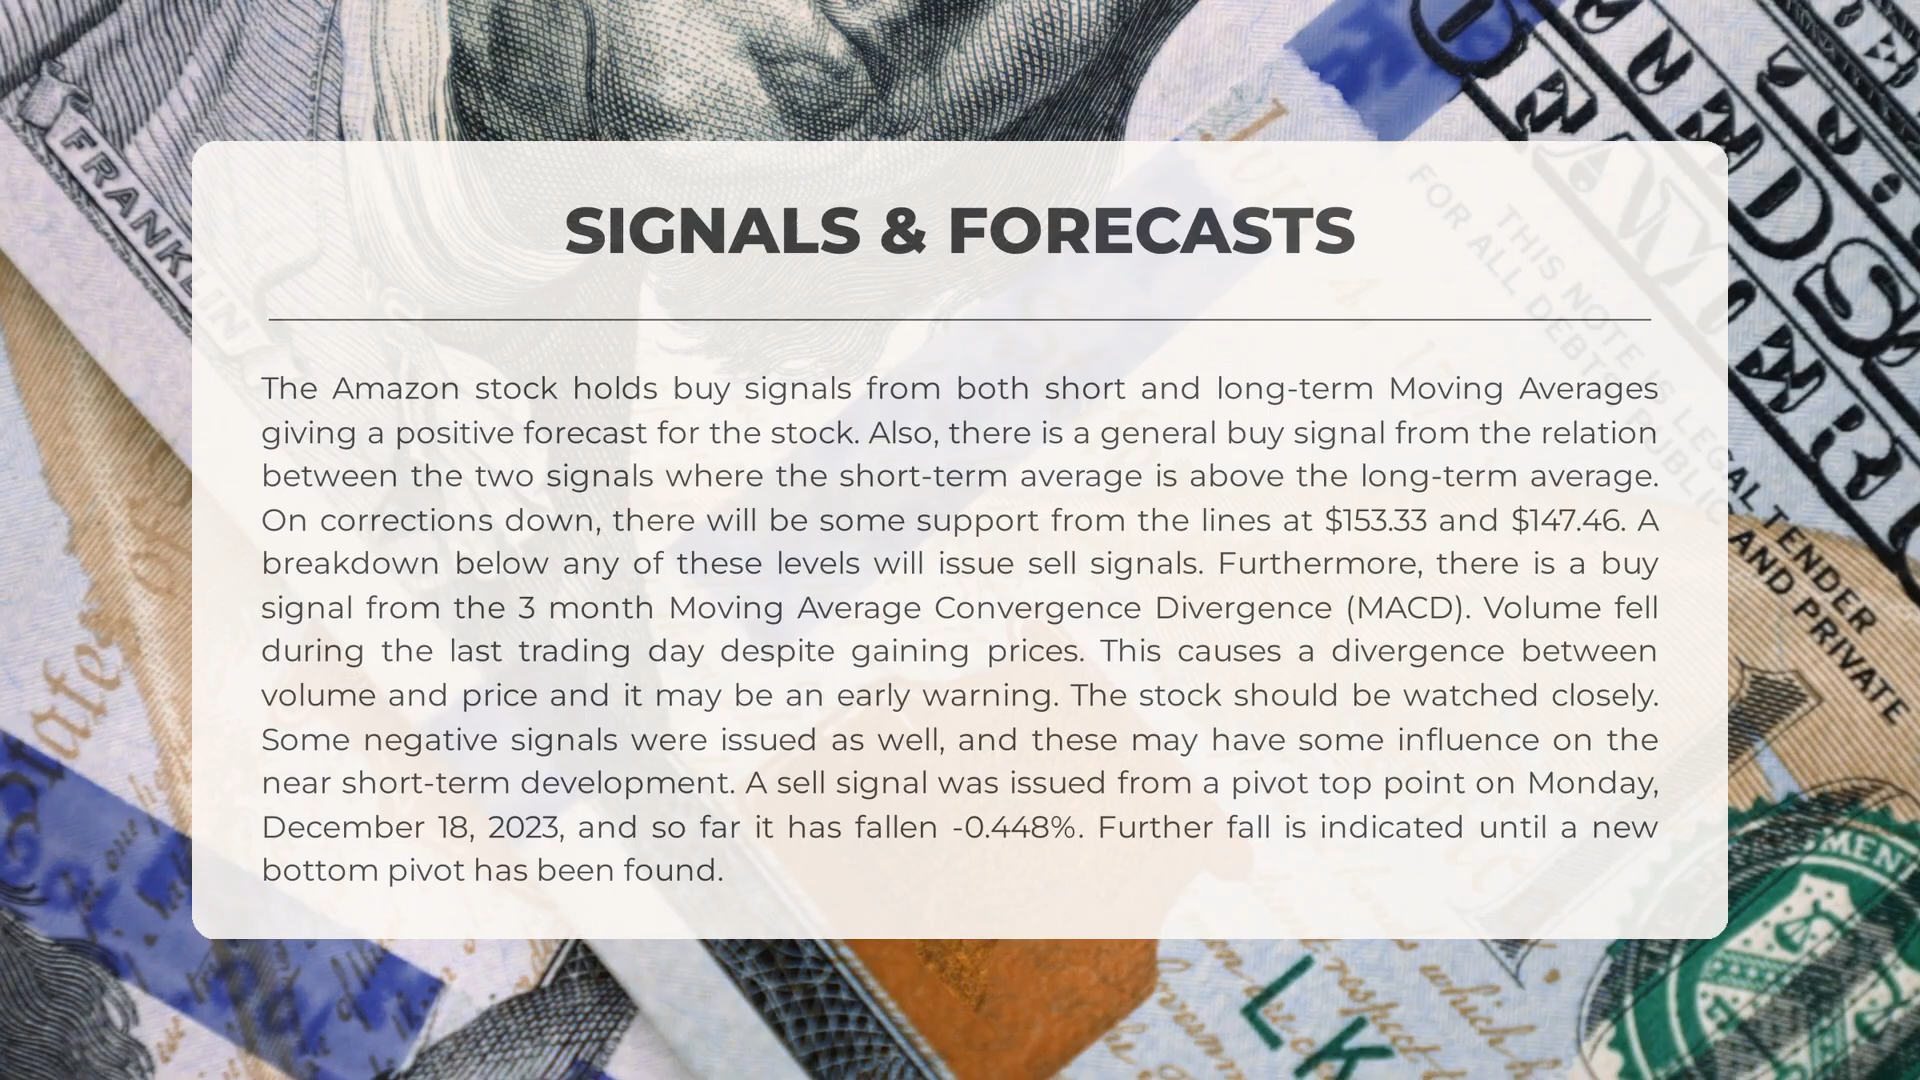 FRANKLIN
SIGNALS & FORECASTS
THIS NOTE IS LEGAL TENDER
FOR ALL DEBTS PUBLIC AND PRIVATE
The Amazon stock holds buy signals from both short and long-term Moving Averages
giving a positive forecast for the stock. Also, there is a general buy signal from the relation
between the two signals where the short-term average is above the long-term average.
On corrections down, there will be some support from the lines at $153.33 and $147.46. A
breakdown below any of these levels will issue sell signals. Furthermore, there is a buy
signal from the 3 month Moving Average Convergence Divergence (MACD). Volume fell
during the last trading day despite gaining prices. This causes a divergence between
volume and price and it may be an early warning. The stock should be watched closely.
Some negative signals were issued as well, and these may have some influence on the
near short-term development. A sell signal was issued from a pivot top point on Monday,
December 18, 2023, and so far it has fallen -0.448%. Further fall is indicated until a new
bottom pivot has been found.
L K